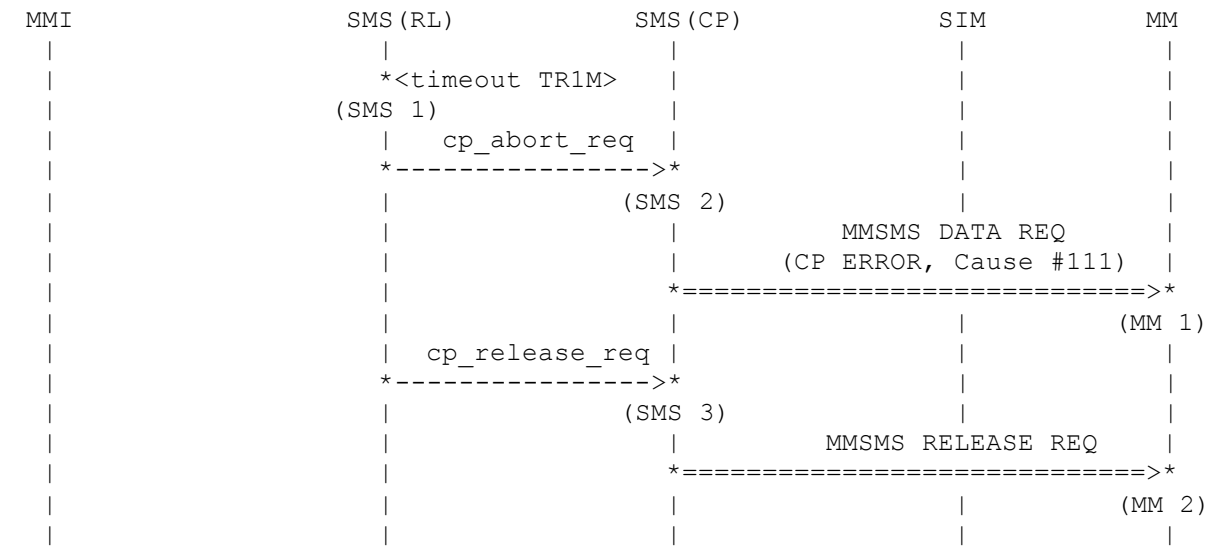 MMI SMS(RL) SMS(CP) SIM MM
| | | | |
| *<timeout TR1M> | | |
| (SMS 1) | | |
| | cp_abort_req | | |
| *---------------->* | |
| | (SMS 2) | |
| | | MMSMS DATA REQ |
| | | (CP ERROR, Cause #111) |
| | *=============================>*
| | | | (MM 1)
| | cp_release_req | | |
| *---------------->* | |
| | (SMS 3) | |
| | | MMSMS RELEASE REQ |
| | *=============================>*
| | | | (MM 2)
| | | | |